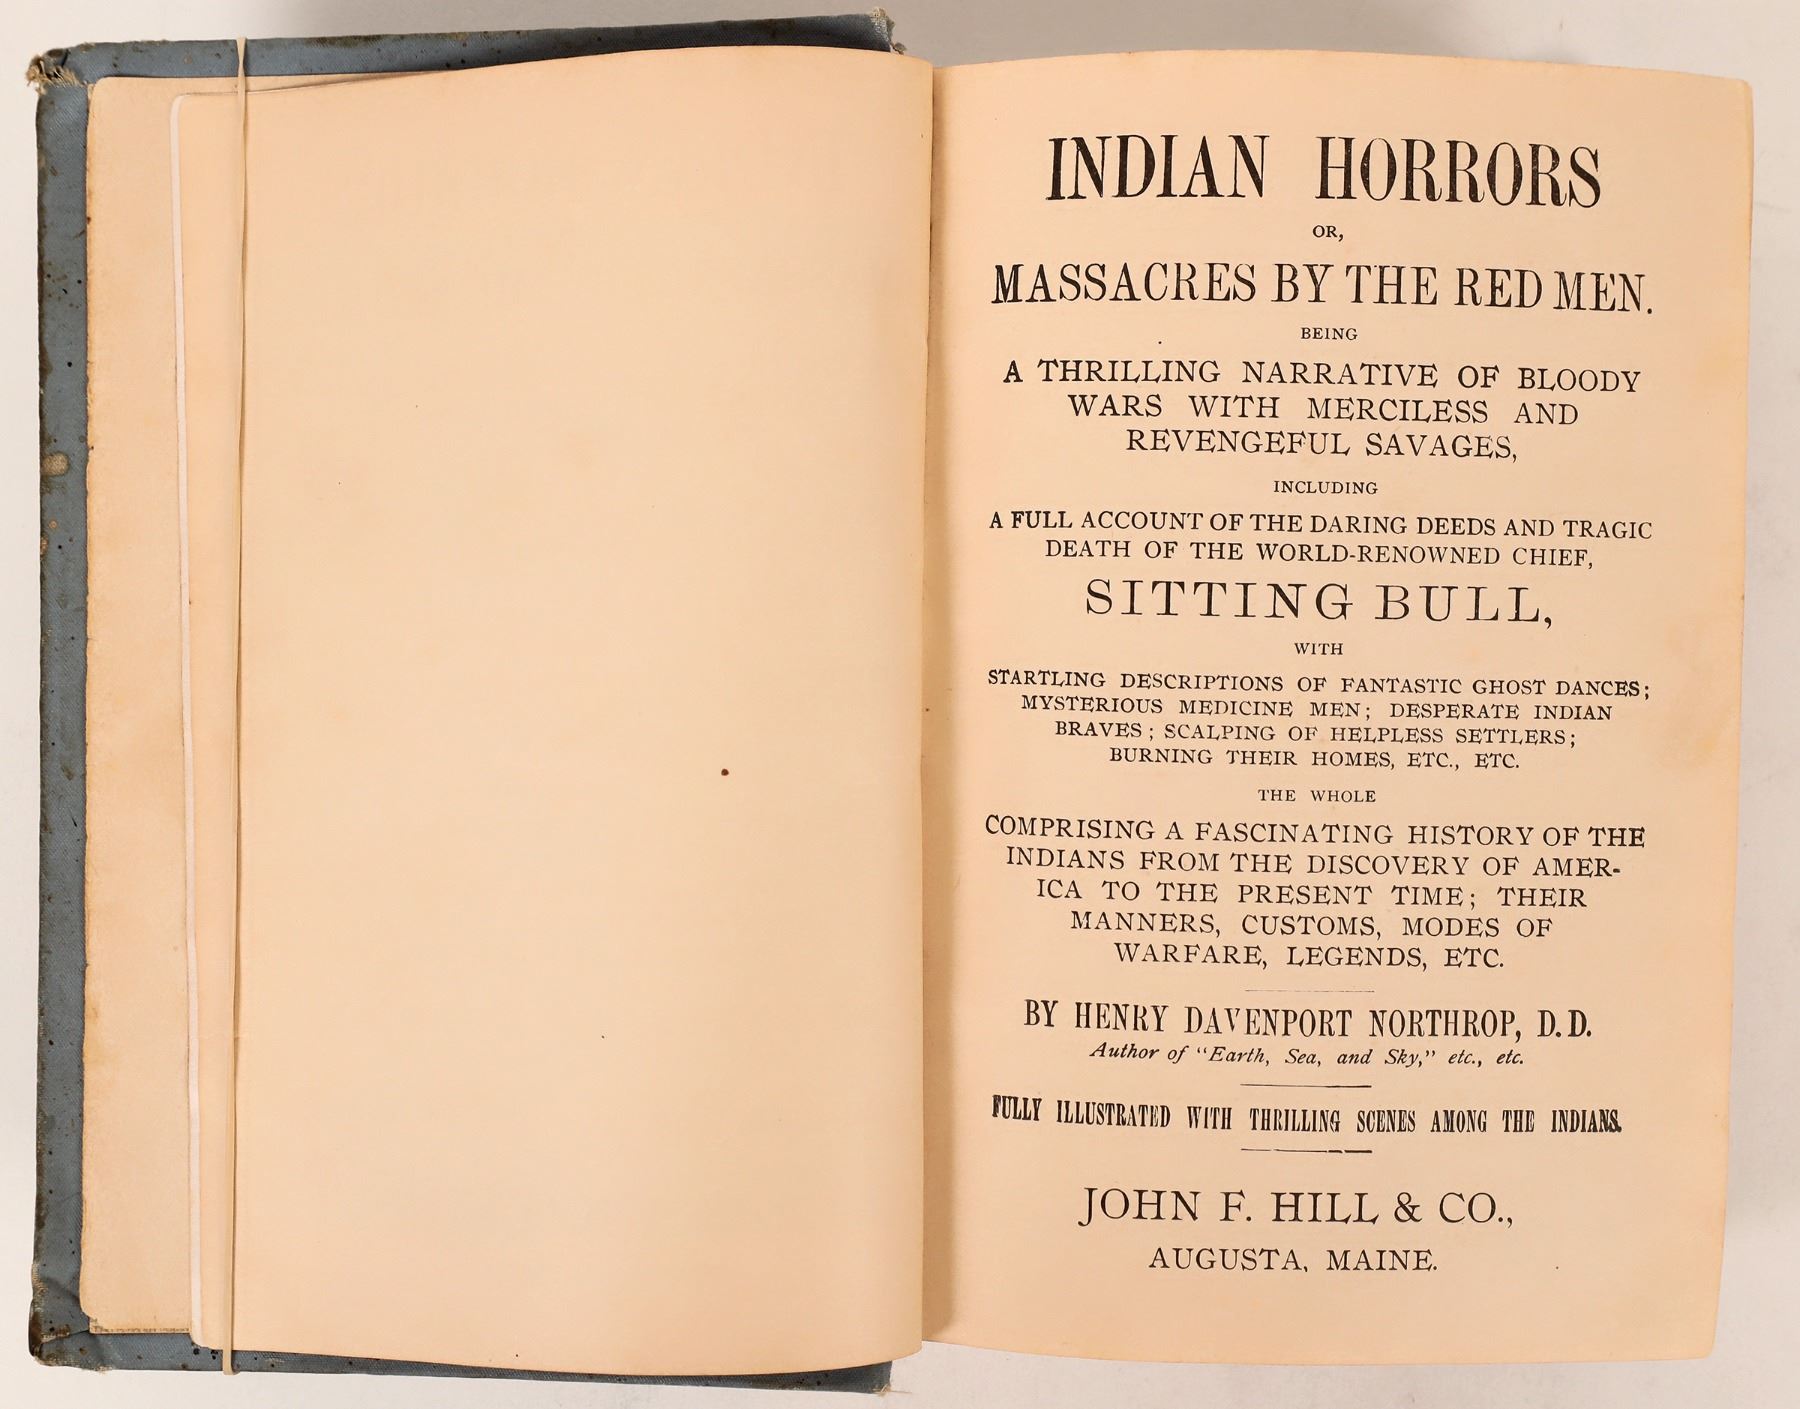 INDIAN HORRORS
OR,
MASSACRES BY THE RED MEN.
BEING
A THRILLING NARRATIVE OF BLOODY
WARS WITH MERCILESS AND
REVENGEFUL SAVAGES,
INCLUDING
A FULL ACCOUNT OF THE DARING DEEDS AND TRAGIC
DEATH OF THE WORLD-RENOWNED CHIEF,
SITTING BULL,
WITH
STARTLING DESCRIPTIONS OF FANTASTIC GHOST DANCES;
MYSTERIOUS MEDICINE MEN; DESPERATE INDIAN
BRAVES; SCALPING OF HELPLESS SETTLERS;
BURNING THEIR HOMES, ETC., ETC.
THE WHOLE
COMPRISING A FASCINATING HISTORY OF THE
INDIANS FROM THE DISCOVERY OF AMER-
ICA TO THE PRESENT TIME; THEIR
MANNERS, CUSTOMS, MODES OF
WARFARE, LEGENDS, ETC.
BY HENRY DAVENPORT NORTHROP, D.D.
Author of "Earth, Sea, and Sky," etc., etc.
FULLY ILLUSTRATED WITH THRILLING SCENES AMONG THE INDIANS.
JOHN F. HILL & CO.,
AUGUSTA, MAINE.